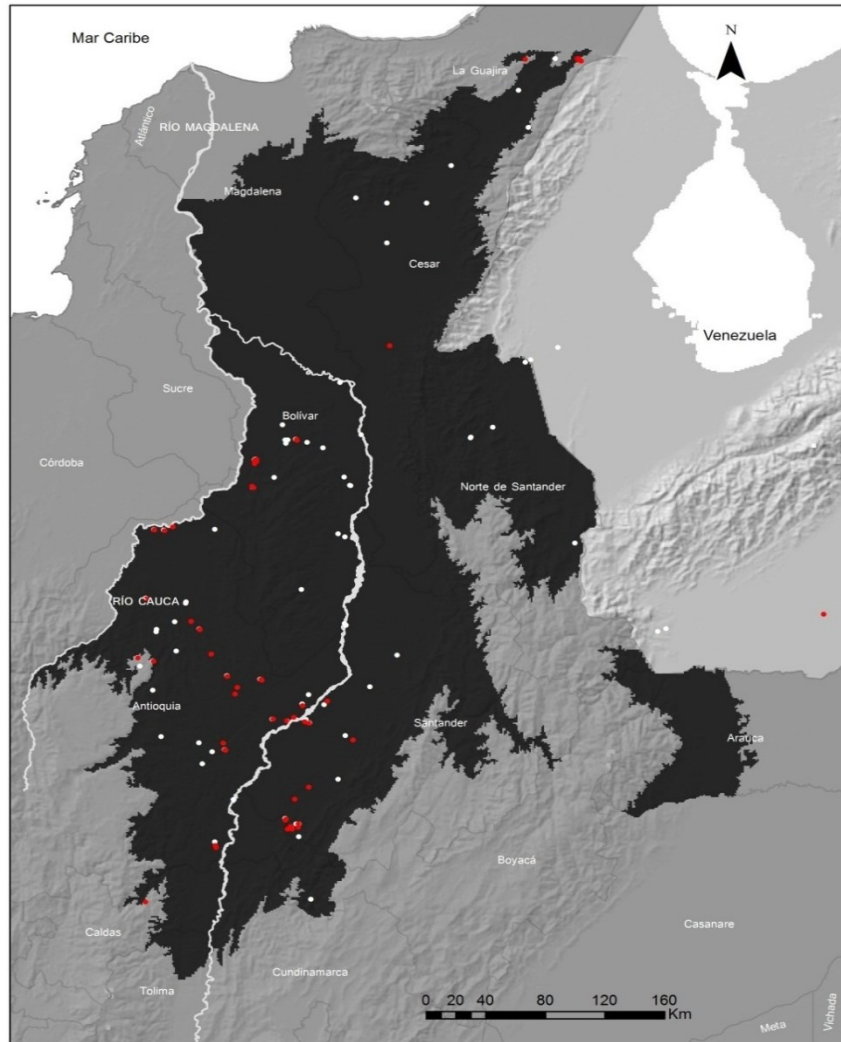 Mar Caribe
N
La Guajira
Atlántico
RÍO MAGDALENA
Magdalena
Cesar
Venezuela
Sucre
Bolívar
Córdoba
Norte de Santander
RÍO CAUCA
Antioquia
Santander
Arauca
Boyacá
Casanare
Caldas
Cundinamarca
Tolima
0 20 40 80 120 160
Km
Meta
Vichada